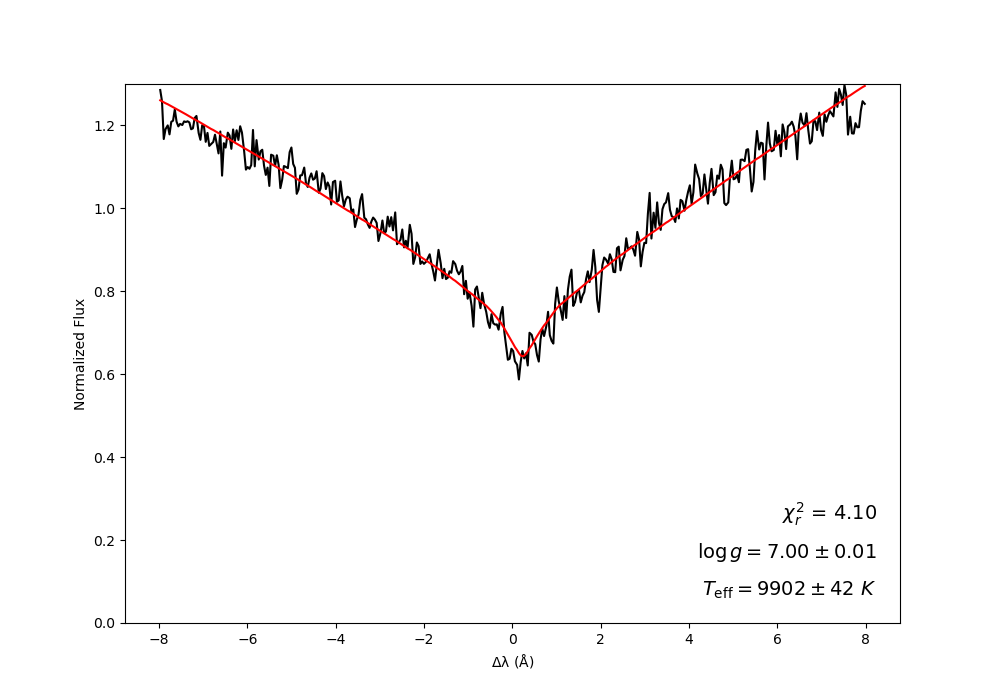 Normalized Flux
1.2
1.0
0.8
0.6
0.4
0.2
0.0
χ²ᵣ = 4.10
log g = 7.00 ± 0.01
T_eff = 9902 ± 42 K
−8 −6 −4 −2 0 2 4 6 8
Δλ (Å)